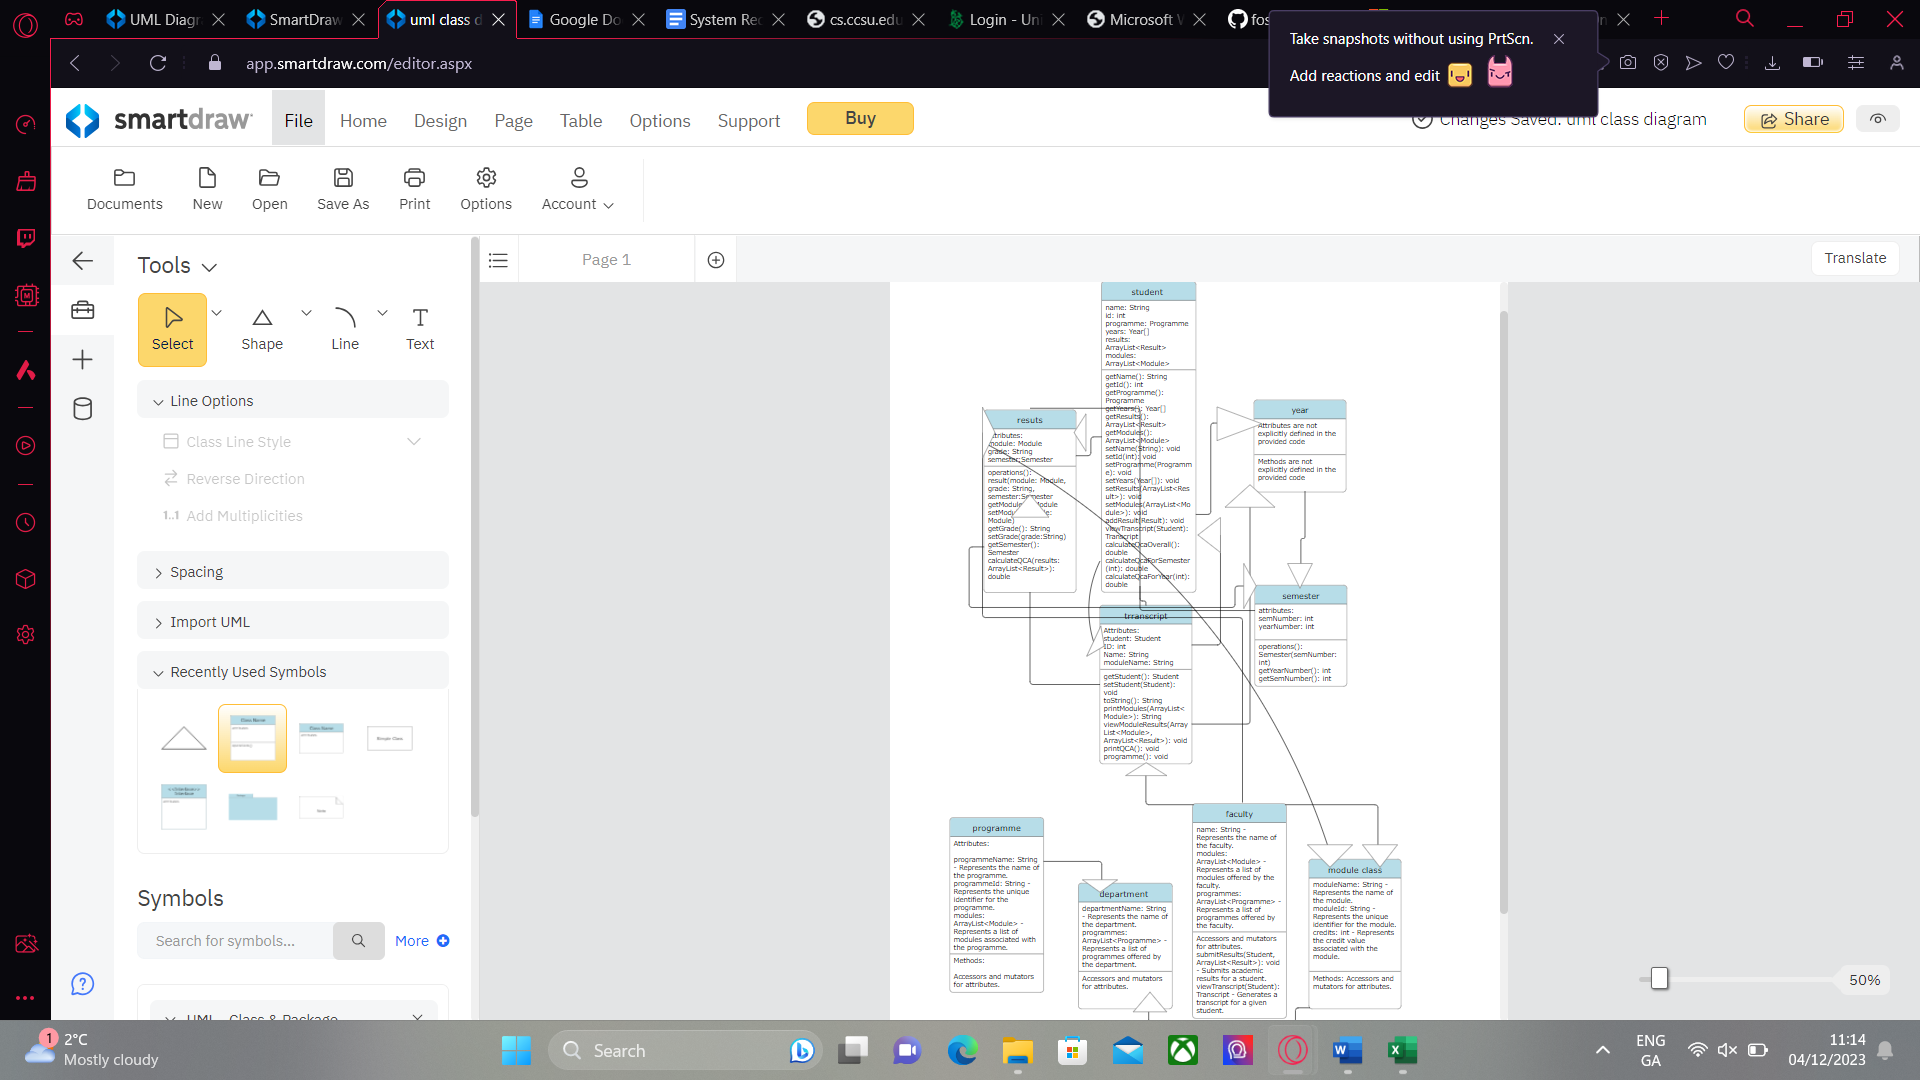 UML Diagr
SmartDraw
uml class d
Google Do
System Rec
cs.ccsu.edu
Login - Uni
Microsoft V
fos
Take snapshots without using PrtScn.
Add reactions and edit
app.smartdraw.com/editor.aspx
smartdraw
File
Home
Design
Page
Table
Options
Support
Buy
Changes Saved: uml class diagram
Share
Documents
New
Open
Save As
Print
Options
Account
Tools
Page 1
Translate
Select
Shape
Line
Text
Line Options
Class Line Style
Reverse Direction
Add Multiplicities
Spacing
Import UML
Recently Used Symbols
Symbols
Search for symbols...
More
UML - Class & Package
student
name: String
id: int
programme: Programme
years: Year[]
results:
ArrayList<Result>
modules:
ArrayList<Module>
getName(): String
getId(): int
getProgramme():
Programme
getYears(): Year[]
getResults():
ArrayList<Result>
getModules():
ArrayList<Module>
setName(String): void
setId(int): void
setProgramme(Programm
e): void
setYears(Year[]): void
setResults(ArrayList<Res
ult>): void
setModules(ArrayList<Mo
dule>): void
addResult(Result): void
viewTranscript(Student):
Transcript
calculateQcaOverall():
double
calculateQcaForSemester
(int): double
calculateQcaForYear(int):
double
resuts
attributes:
module: Module
grade: String
semester:Semester
operations():
result(module: Module,
grade: String,
semester:Semester
getModule Module
setModu le:
Module)
getGrade(): String
setGrade(grade:String)
getSemester():
Semester
calculateQCA(results:
ArrayList<Result>):
double
year
Attributes are not
explicitly defined in the
provided code
Methods are not
explicitly defined in the
provided code
semester
attributes:
semNumber: int
yearNumber: int
operations():
Semester(semNumber:
int)
getYearNumber(): int
getSemNumber(): int
trranscript
Attributes:
student: Student
ID: int
Name: String
moduleName: String
getStudent(): Student
setStudent(Student):
void
toString(): String
printModules(ArrayList<
Module>): String
viewModuleResults(Array
List<Module>,
ArrayList<Result>): void
printQCA(): void
programme(): void
programme
Attributes:
programmeName: String
- Represents the name of
the programme.
programmeId: String -
Represents the unique
identifier for the
programme.
modules:
ArrayList<Module> -
Represents a list of
modules associated with
the programme.
Methods:
Accessors and mutators
for attributes.
department
departmentName: String
- Represents the name of
the department.
programmes:
ArrayList<Programme> -
Represents a list of
programmes offered by
the department.
Accessors and mutators
for attributes.
faculty
name: String -
Represents the name of
the faculty.
modules:
ArrayList<Module> -
Represents a list of
modules offered by the
faculty.
programmes:
ArrayList<Programme> -
Represents a list of
programmes offered by
the faculty.
Accessors and mutators
for attributes.
submitResults(Student,
ArrayList<Result>): void
- Submits academic
results for a student.
viewTranscript(Student):
Transcript - Generates a
transcript for a given
student.
module class
moduleName: String -
Represents the name of
the module.
moduleId: String -
Represents the unique
identifier for the module.
credits: int - Represents
the credit value
associated with the
module.
Methods: Accessors and
mutators for attributes.
50%
1
2°C
Mostly cloudy
Search
ENG
GA
11:14
04/12/2023